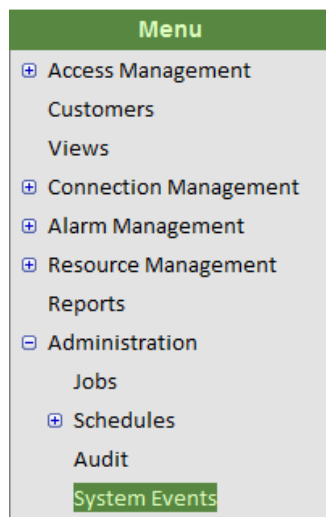 Menu
Access Management
Customers
Views
Connection Management
Alarm Management
Resource Management
Reports
Administration
Jobs
Schedules
Audit
System Events